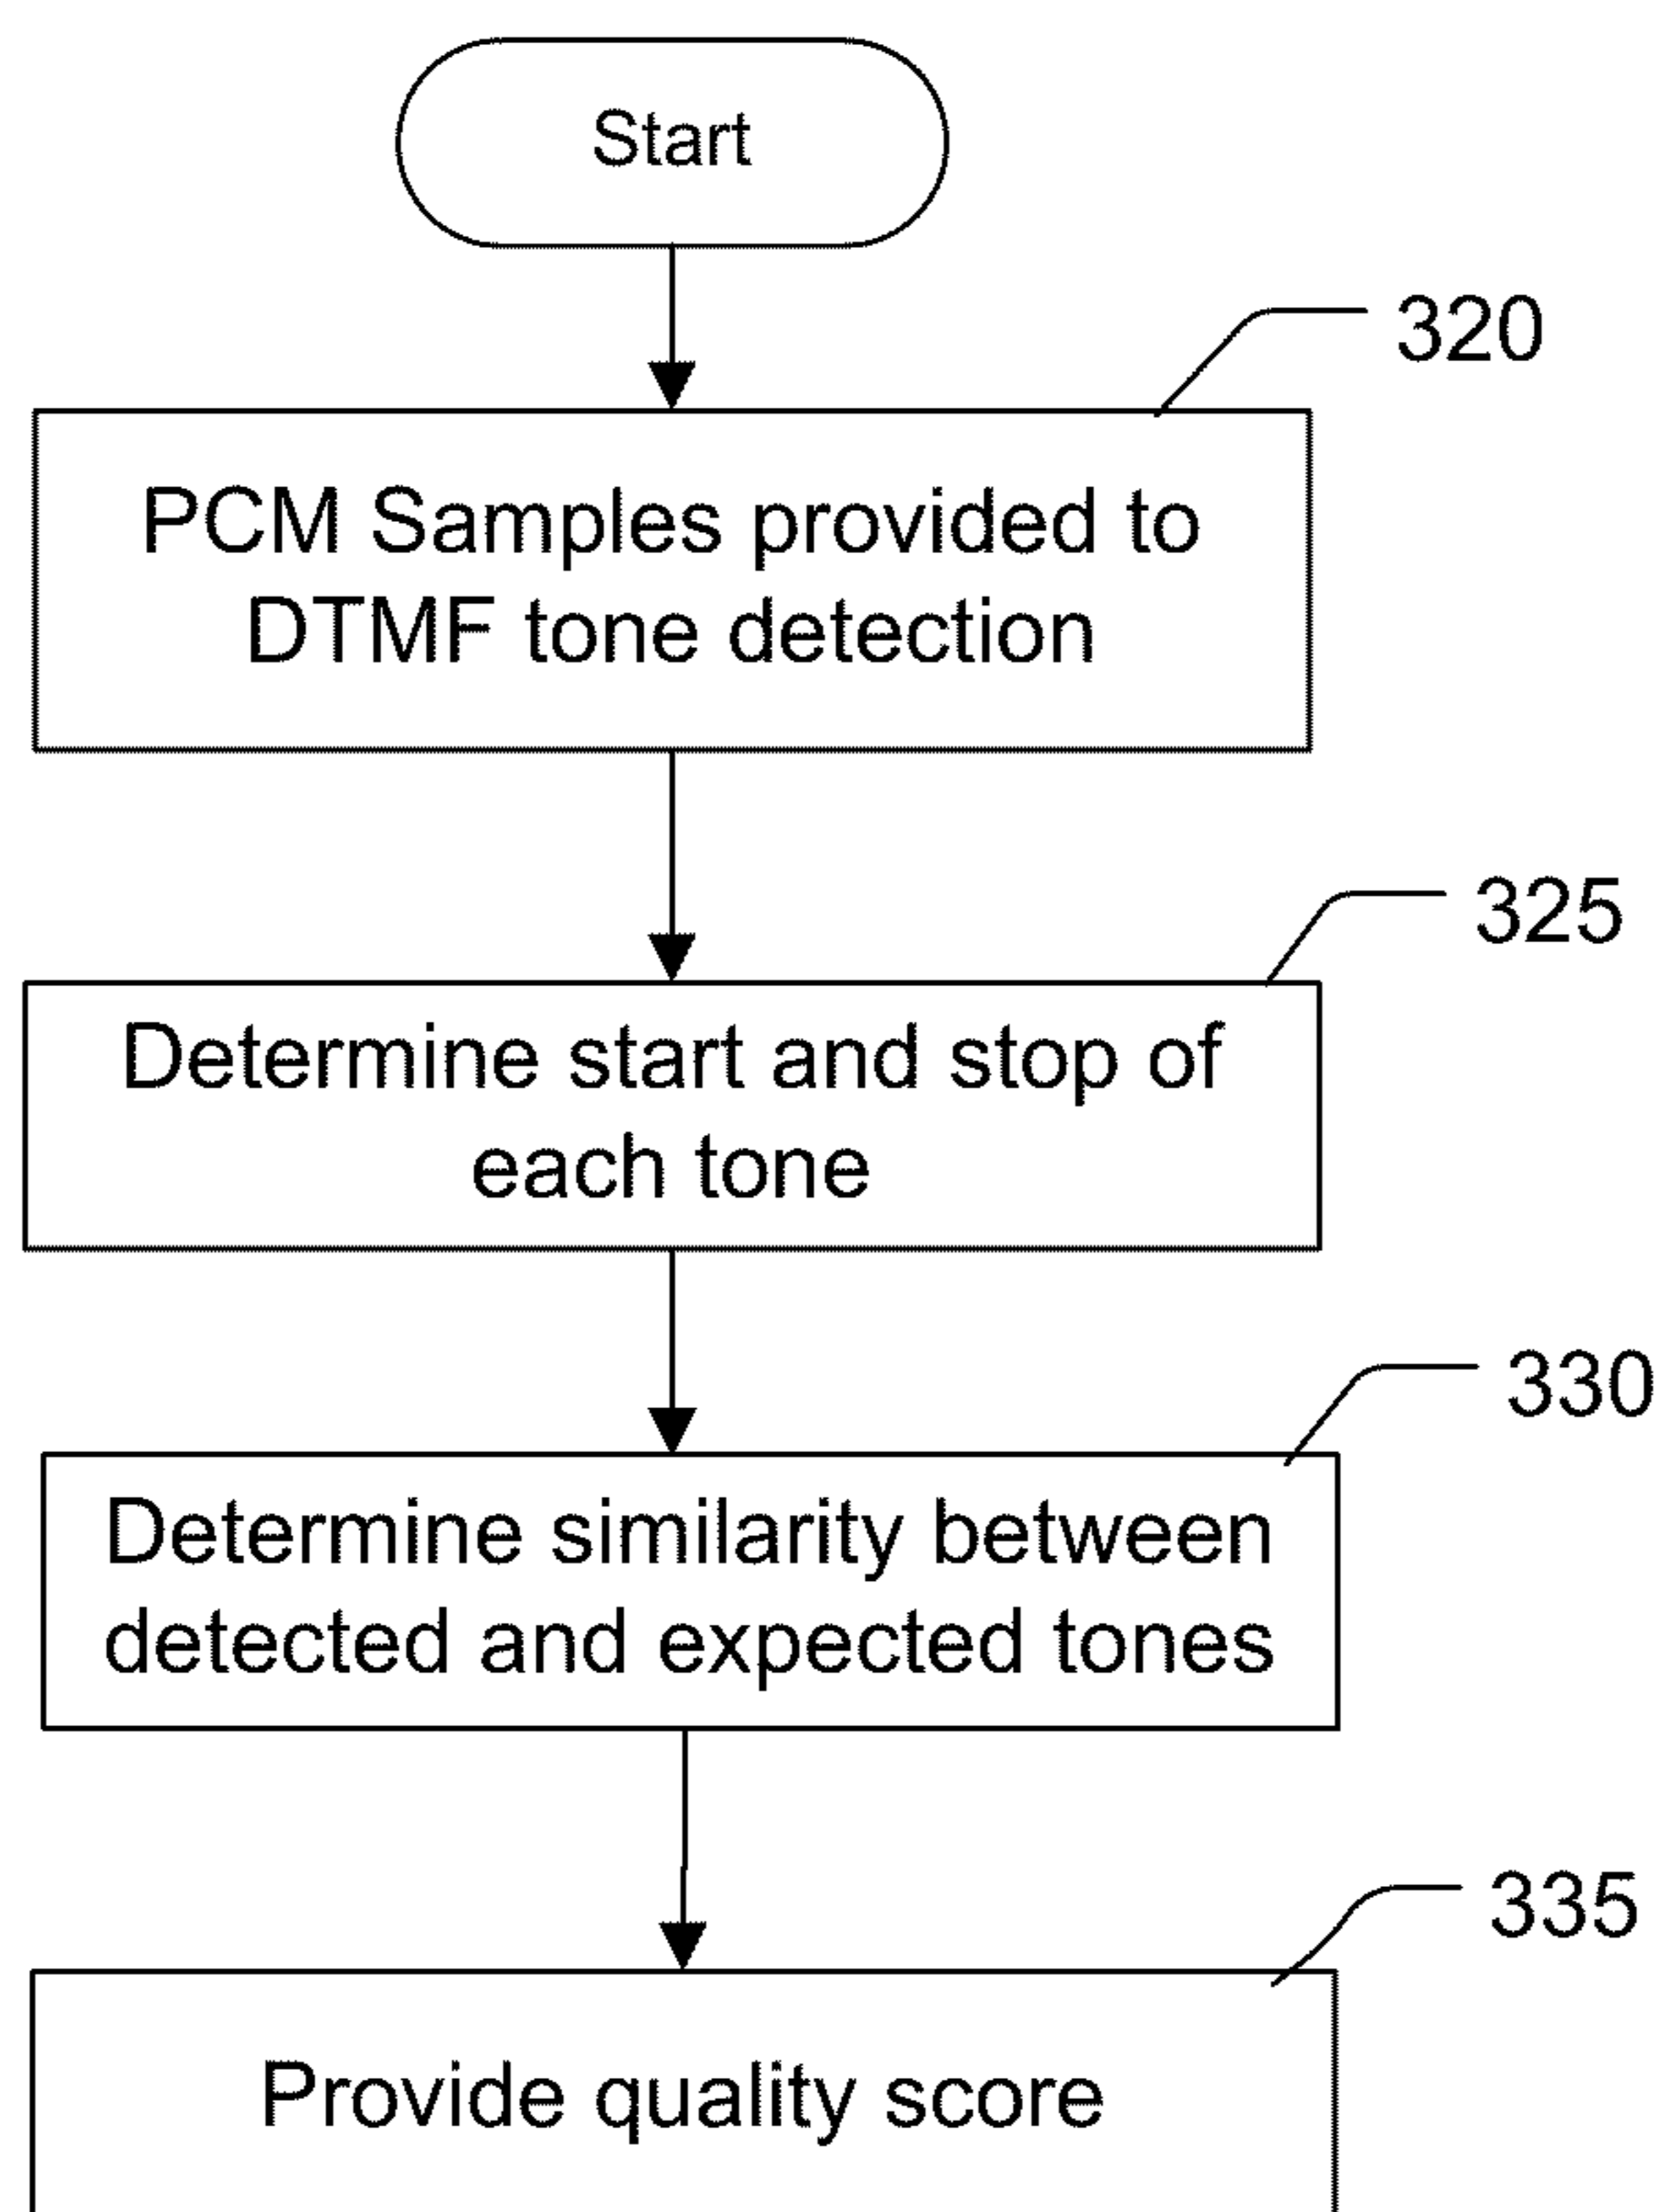 Start
320
PCM Samples provided to
DTMF tone detection
325
Determine start and stop of
each tone
330
Determine similarity between
detected and expected tones
335
Provide quality score